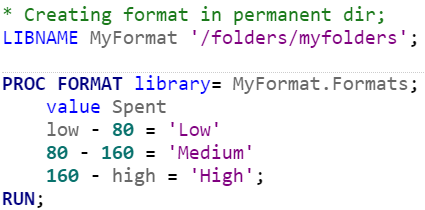 * Creating format in permanent dir;
LIBNAME MyFormat '/folders/myfolders';
PROC FORMAT library= MyFormat.Formats;
value Spent
low - 80 = 'Low'
80 - 160 = 'Medium'
160 - high = 'High';
RUN;